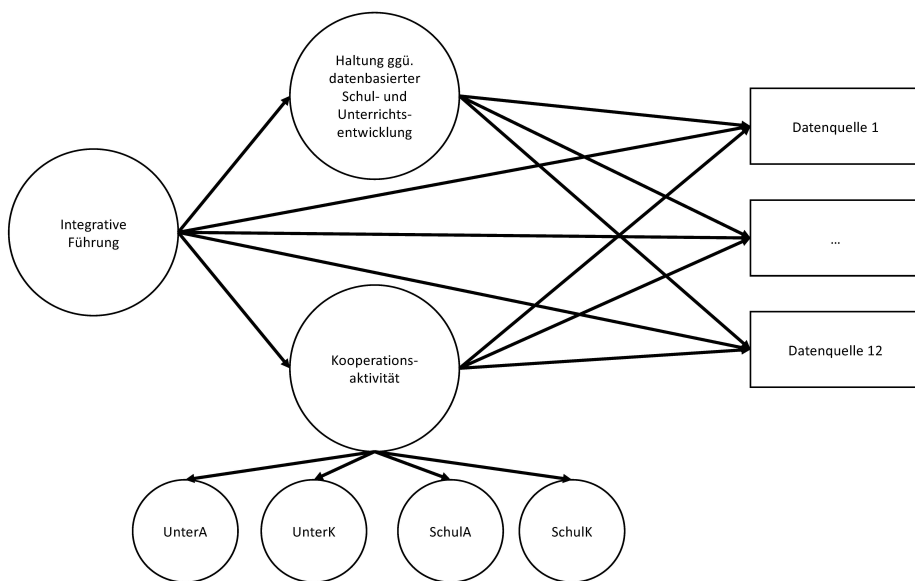 Haltung ggü.
datenbasierter
Schul- und
Unterrichts-
entwicklung
Datenquelle 1
Integrative
Führung
...
Datenquelle 12
Kooperations-
aktivität
UnterA
UnterK
SchulA
SchulK